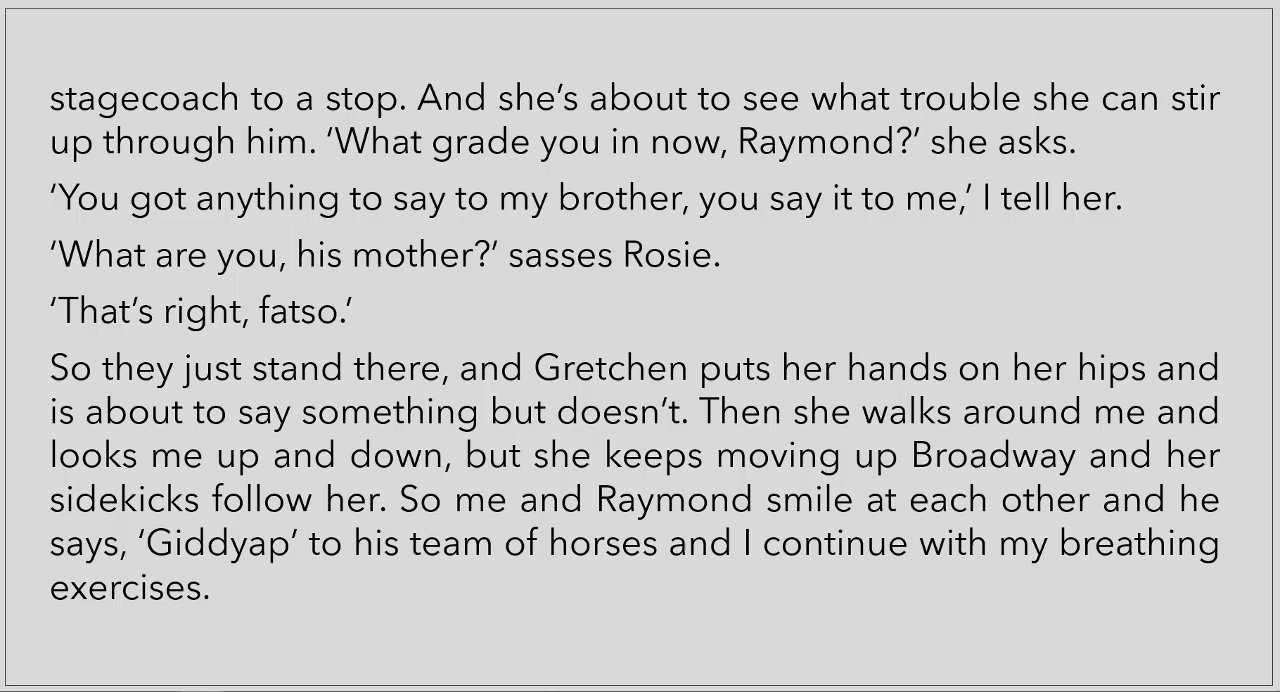 stagecoach to a stop. And she’s about to see what trouble she can stir
up through him. ‘What grade you in now, Raymond?’ she asks.
‘You got anything to say to my brother, you say it to me,’ I tell her.
‘What are you, his mother?’ sasses Rosie.
‘That’s right, fatso.’
So they just stand there, and Gretchen puts her hands on her hips and
is about to say something but doesn’t. Then she walks around me and
looks me up and down, but she keeps moving up Broadway and her
sidekicks follow her. So me and Raymond smile at each other and he
says, ‘Giddyap’ to his team of horses and I continue with my breathing
exercises.